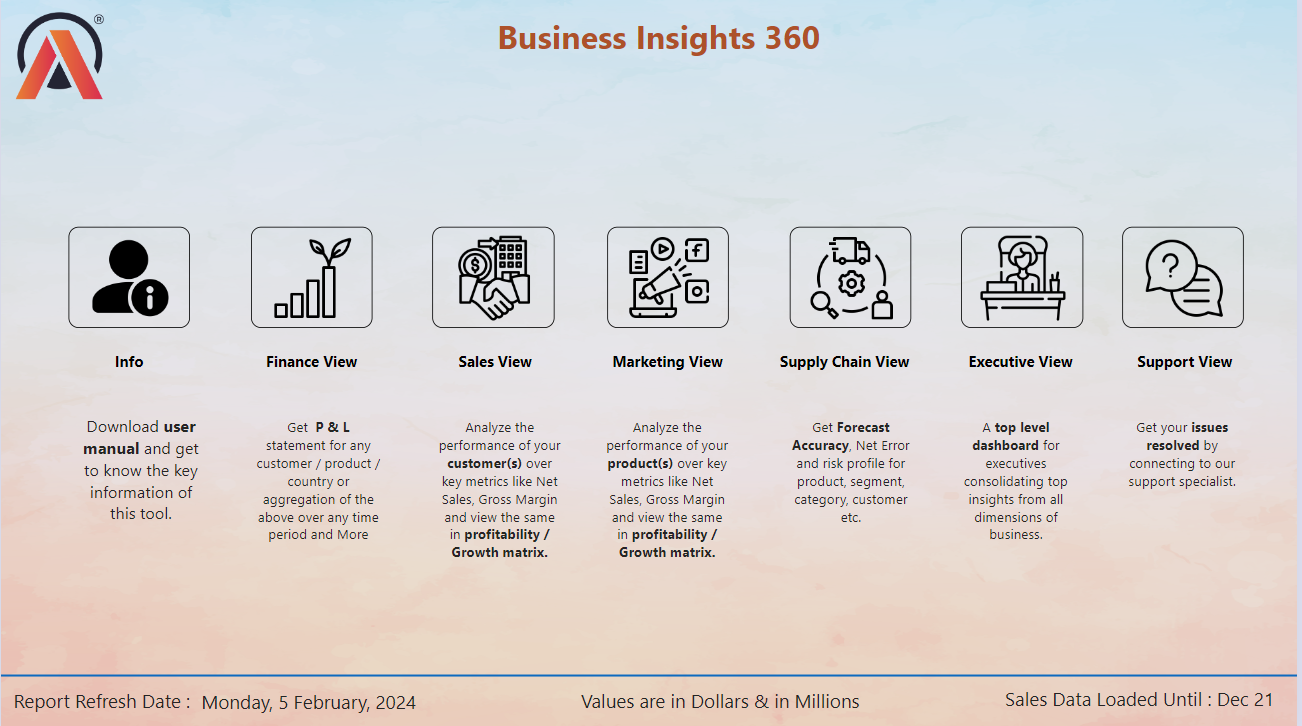 ®
Business Insights 360
Info
Download user
manual and get
to know the key
information of
this tool.
Finance View
Get P & L
statement for any
customer / product /
country or
aggregation of the
above over any time
period and More
Sales View
Analyze the
performance of your
customer(s) over
key metrics like Net
Sales, Gross Margin
and view the same
in profitability /
Growth matrix.
Marketing View
Analyze the
performance of your
product(s) over key
metrics like Net
Sales, Gross Margin
and view the same
in profitability /
Growth matrix.
Supply Chain View
Get Forecast
Accuracy, Net Error
and risk profile for
product, segment,
category, customer
etc.
Executive View
A top level
dashboard for
executives
consolidating top
insights from all
dimensions of
business.
Support View
Get your issues
resolved by
connecting to our
support specialist.
Report Refresh Date : Monday, 5 February, 2024
Values are in Dollars & in Millions
Sales Data Loaded Until : Dec 21